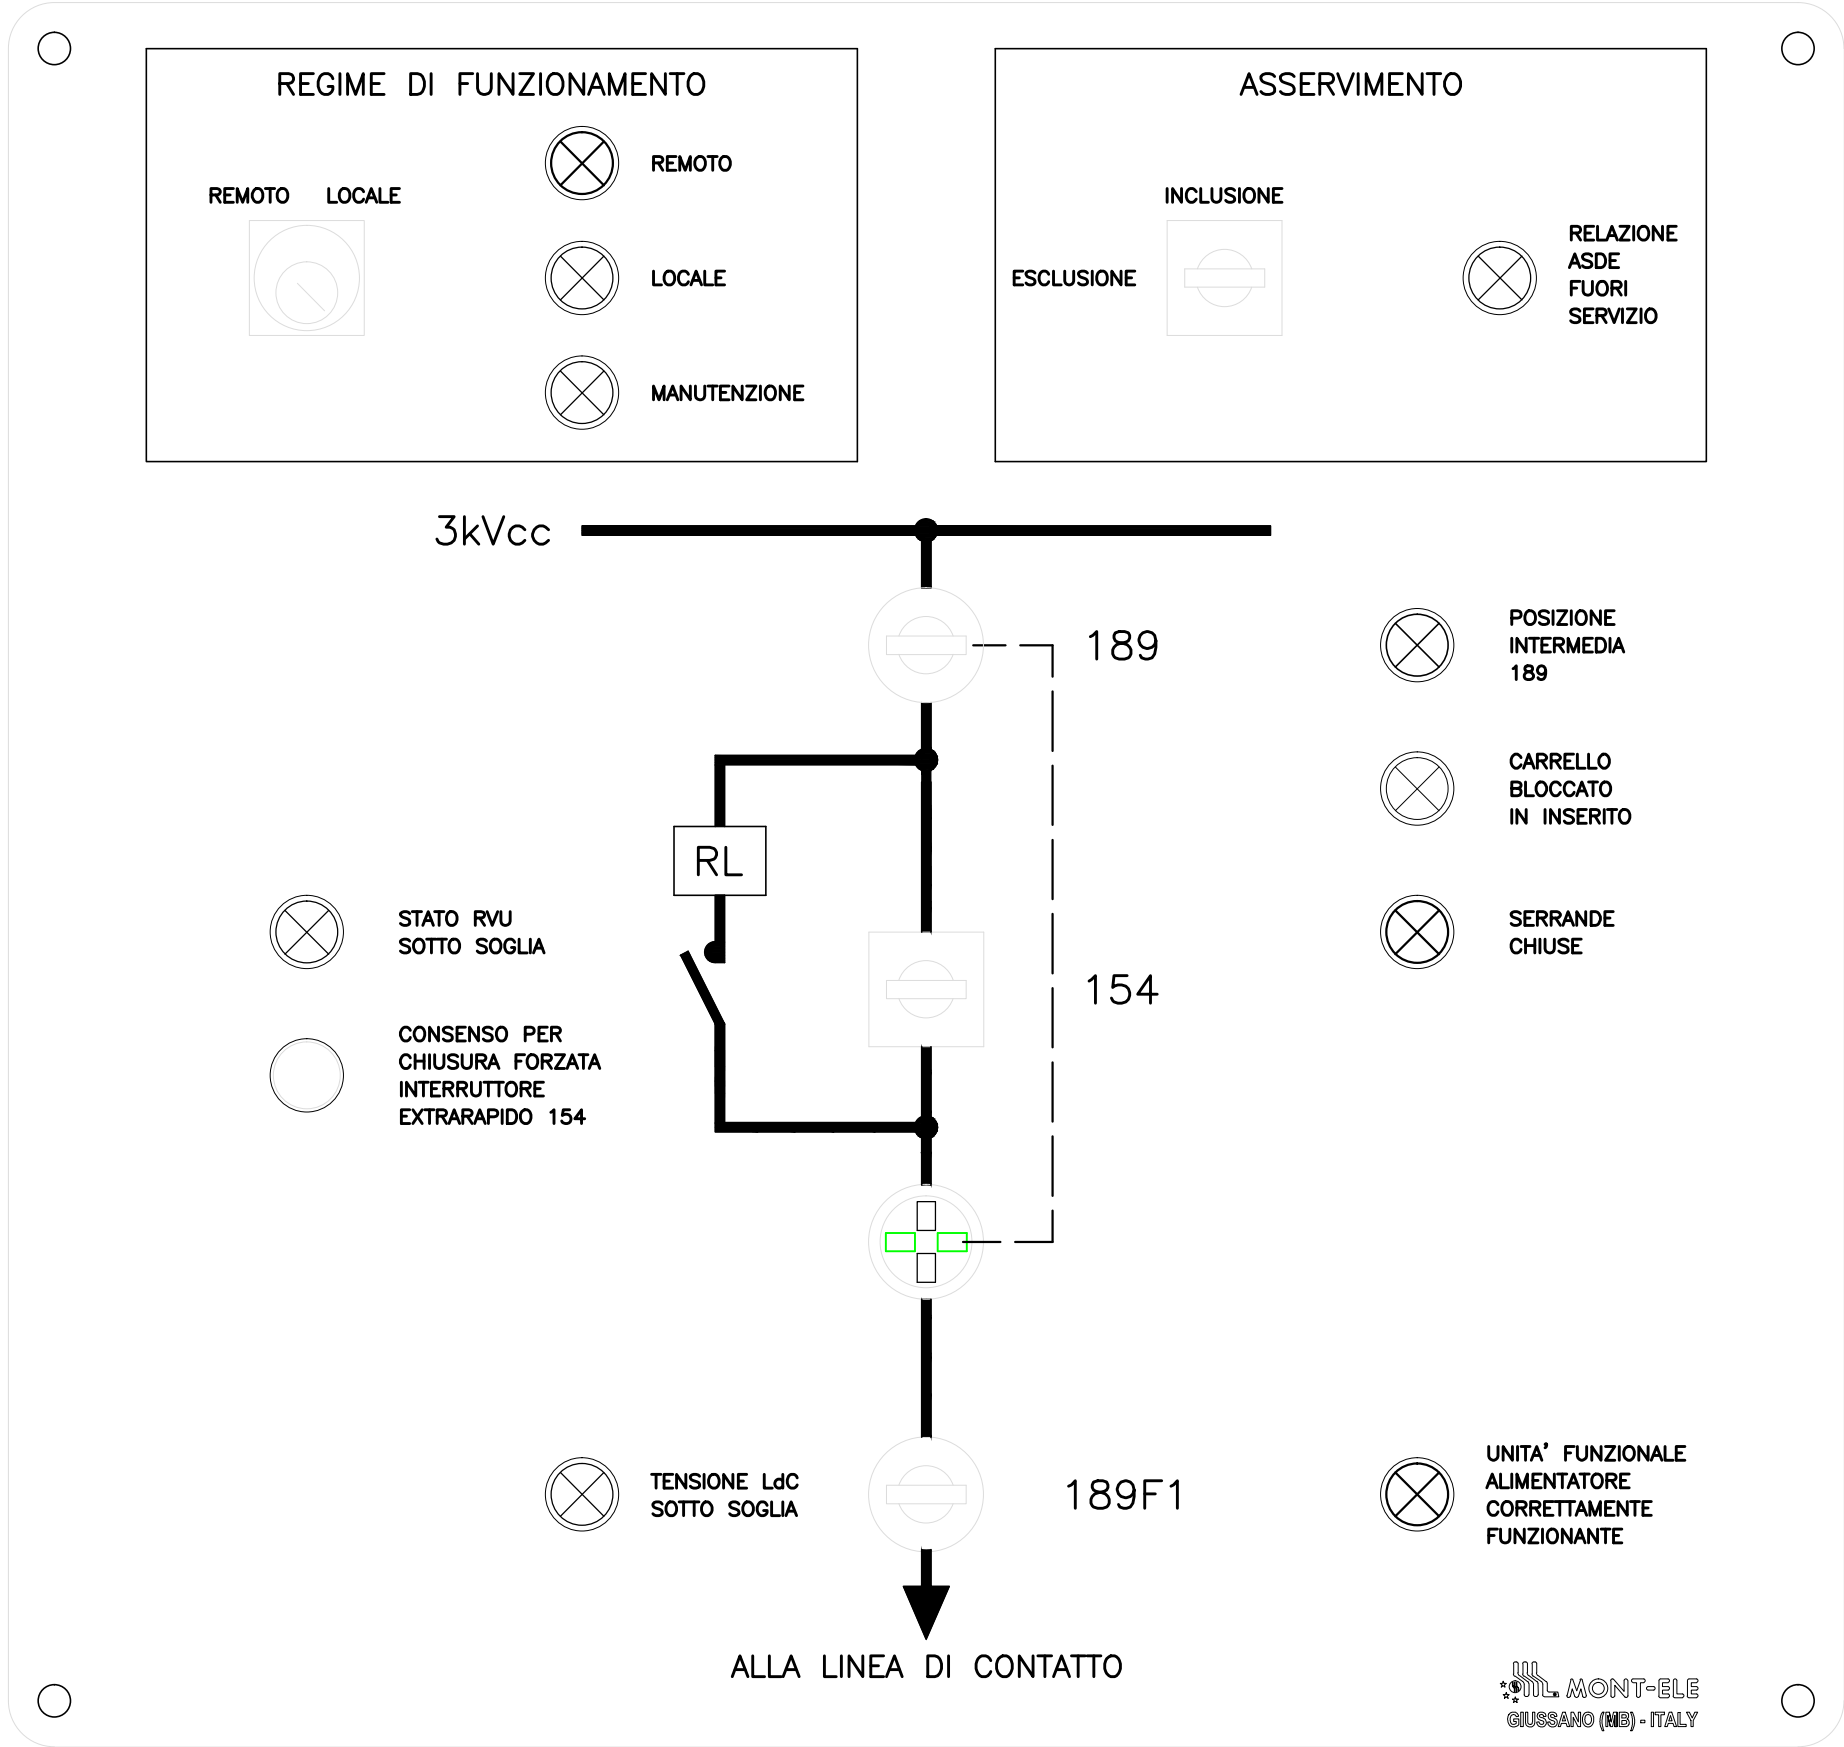 REGIME DI FUNZIONAMENTO
REMOTO LOCALE
REMOTO
LOCALE
MANUTENZIONE
ASSERVIMENTO
INCLUSIONE
ESCLUSIONE
RELAZIONE
ASDE
FUORI
SERVIZIO
3kVcc
189
POSIZIONE
INTERMEDIA
189
CARRELLO
BLOCCATO
IN INSERITO
RL
STATO RVU
SOTTO SOGLIA
SERRANDE
CHIUSE
154
CONSENSO PER
CHIUSURA FORZATA
INTERRUTTORE
EXTRARAPIDO 154
TENSIONE LdC
SOTTO SOGLIA
189F1
UNITA' FUNZIONALE
ALIMENTATORE
CORRETTAMENTE
FUNZIONANTE
ALLA LINEA DI CONTATTO
MONT-ELE
GIUSSANO (MB) - ITALY